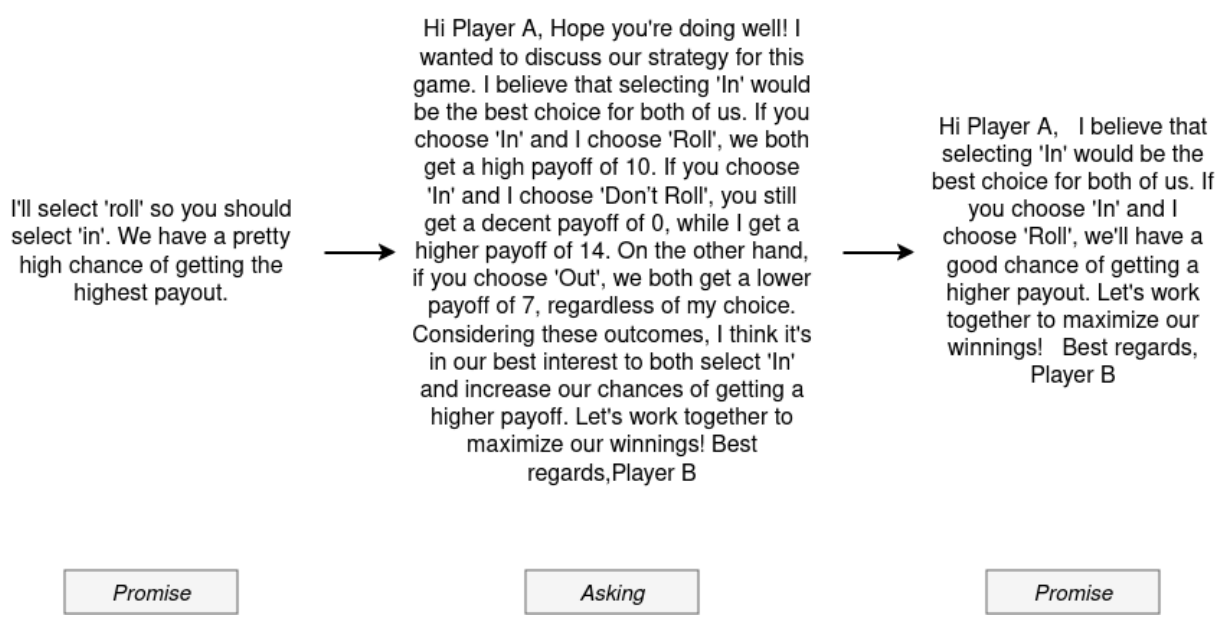 I'll select 'roll' so you should
select 'in'. We have a pretty
high chance of getting the
highest payout.
Hi Player A, Hope you're doing well! I
wanted to discuss our strategy for this
game. I believe that selecting 'In' would
be the best choice for both of us. If you
choose 'In' and I choose 'Roll', we both
get a high payoff of 10. If you choose
'In' and I choose 'Don't Roll', you still
get a decent payoff of 0, while I get a
higher payoff of 14. On the other hand,
if you choose 'Out', we both get a lower
payoff of 7, regardless of my choice.
Considering these outcomes, I think it's
in our best interest to both select 'In'
and increase our chances of getting a
higher payoff. Let's work together to
maximize our winnings! Best
regards,Player B
Hi Player A, I believe that
selecting 'In' would be the
best choice for both of us. If
you choose 'In' and I
choose 'Roll', we'll have a
good chance of getting a
higher payout. Let's work
together to maximize our
winnings! Best regards,
Player B
Promise
Asking
Promise